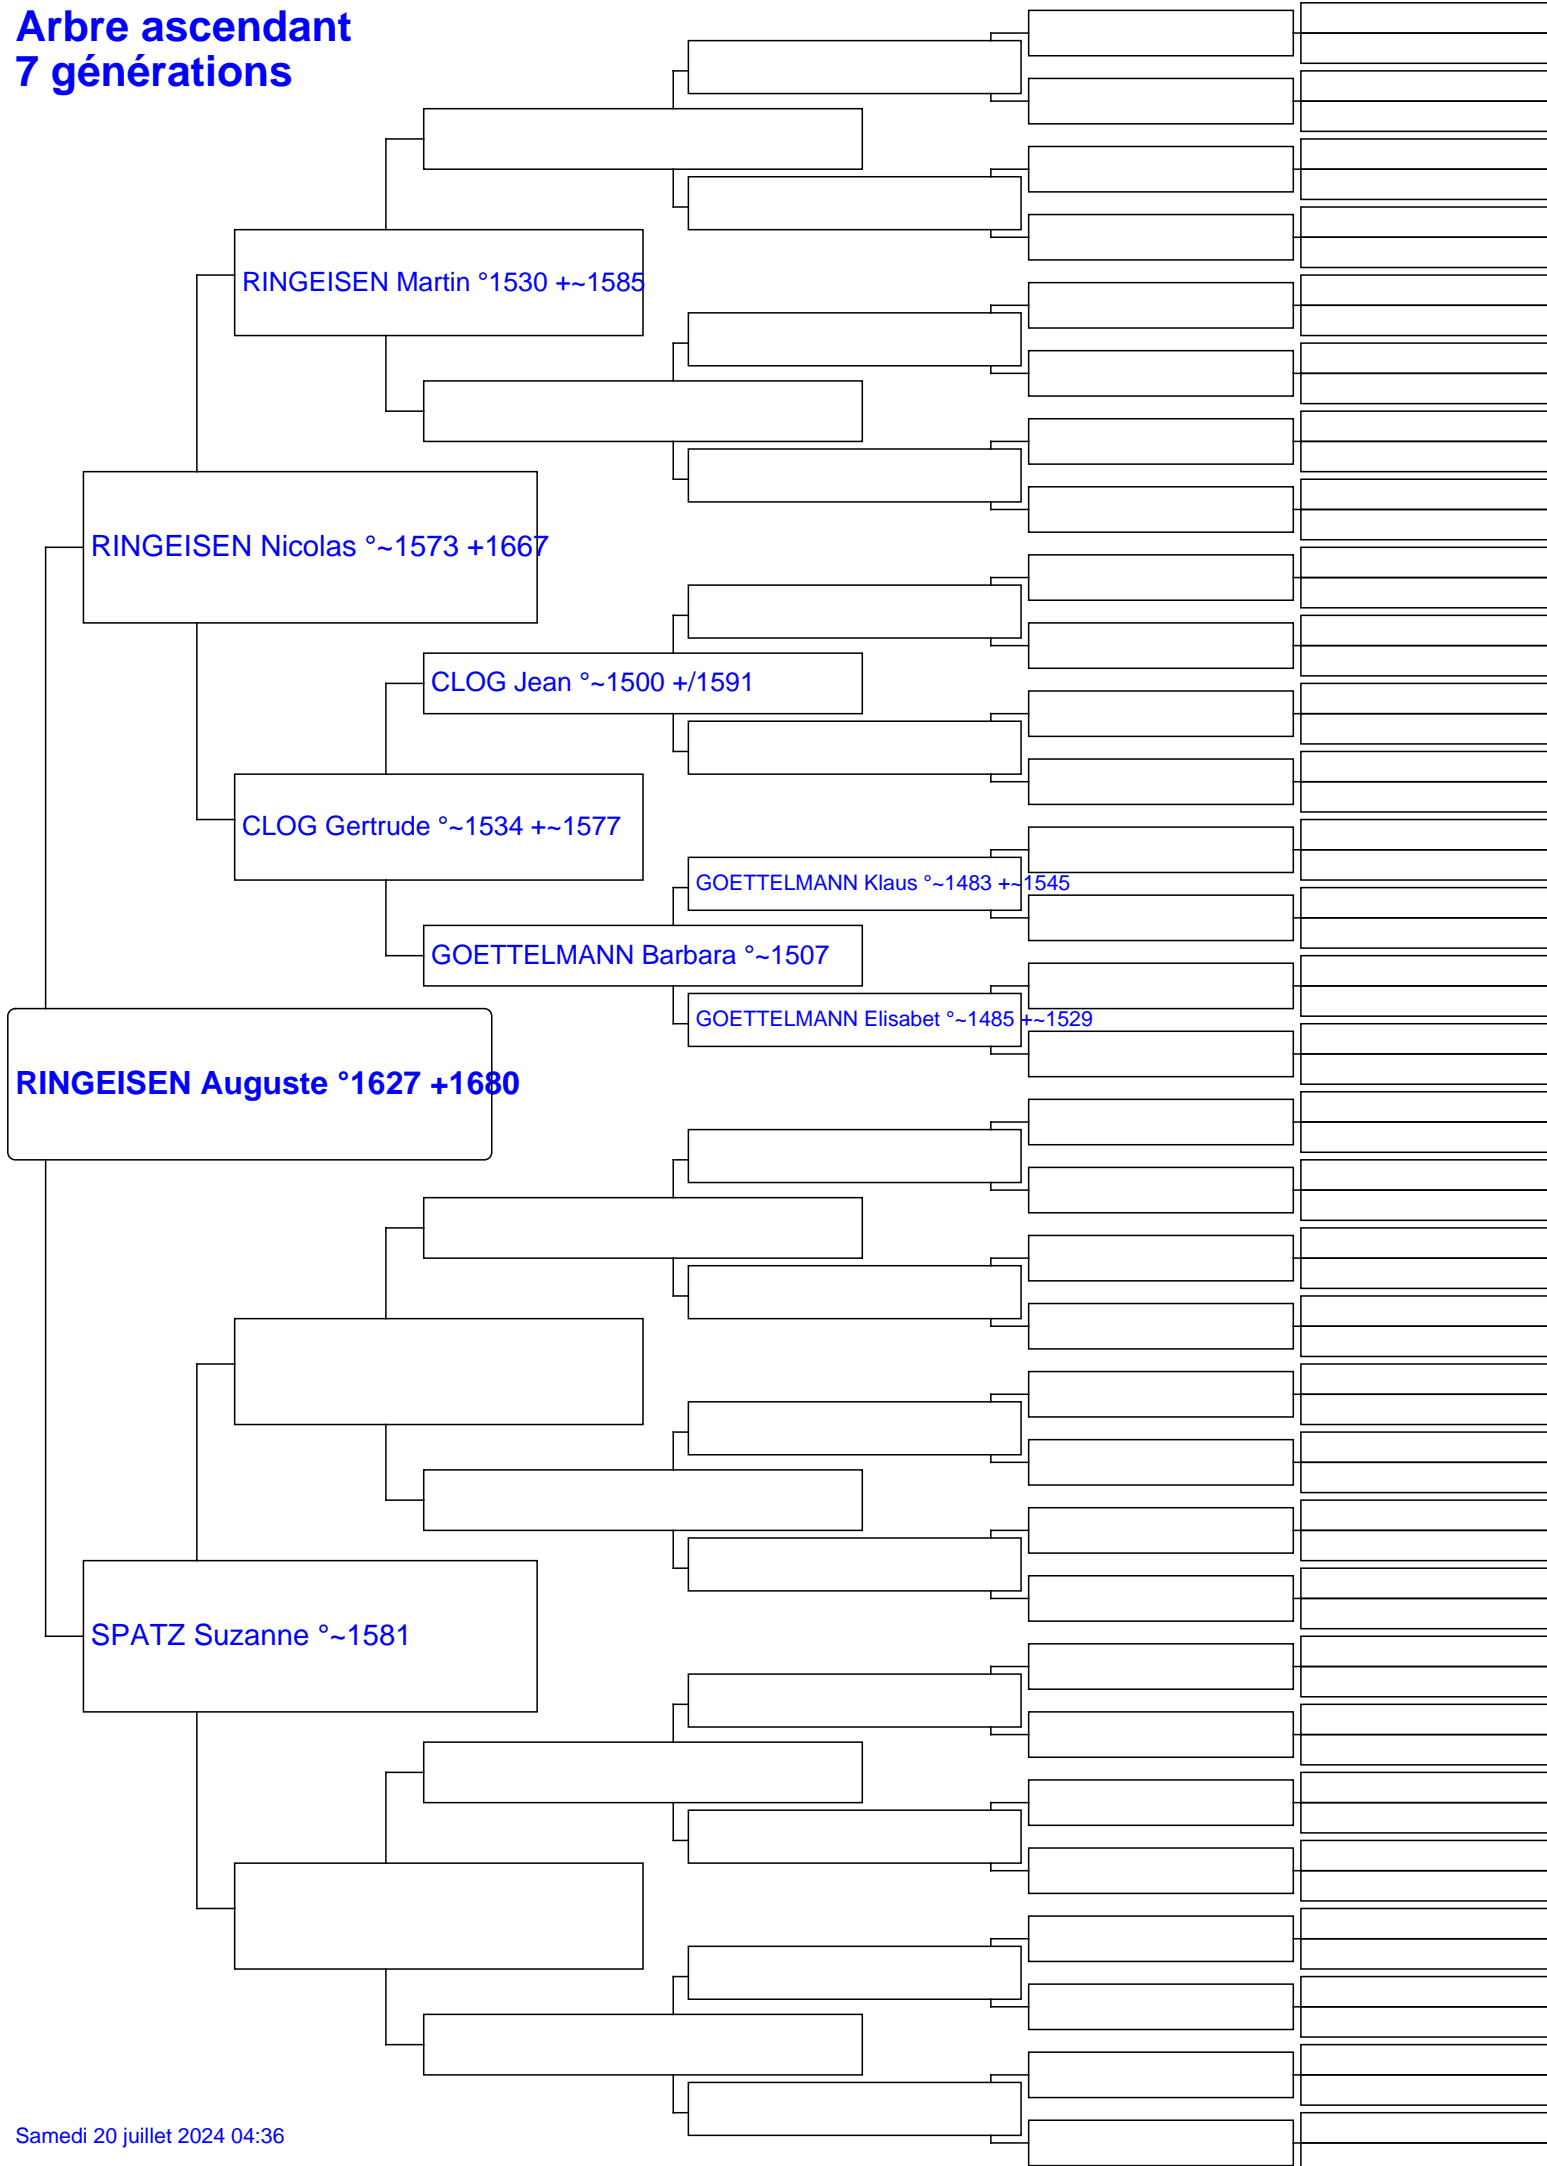 Arbre ascendant
7 générations
RINGEISEN Martin °1530 +~1585
RINGEISEN Nicolas °~1573 +1667
CLOG Jean °~1500 +/1591
CLOG Gertrude °~1534 +~1577
GOETTELMANN Klaus °~1483 +~1545
GOETTELMANN Barbara °~1507
GOETTELMANN Elisabet °~1485 +~1529
RINGEISEN Auguste °1627 +1680
SPATZ Suzanne °~1581
Samedi 20 juillet 2024 04:36